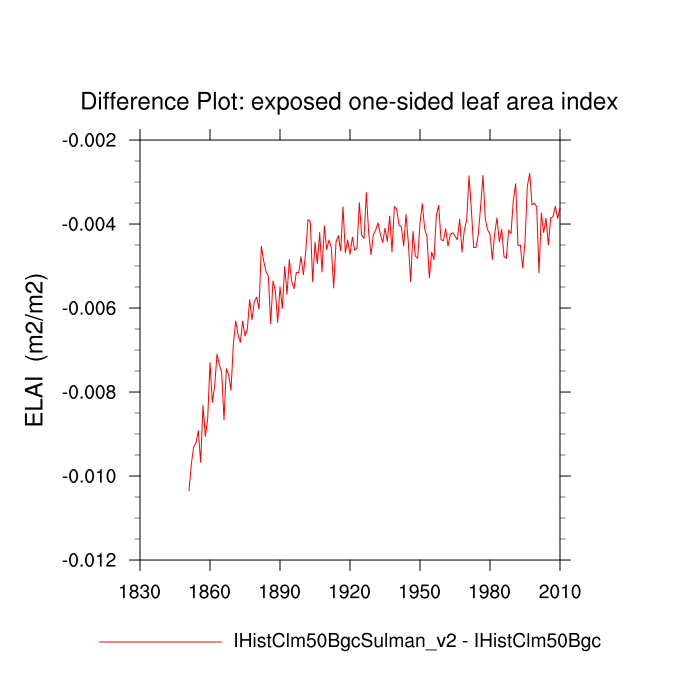 Difference Plot: exposed one-sided leaf area index
-0.002
-0.004
-0.006
-0.008
-0.010
-0.012
ELAI (m2/m2)
1830 1860 1890 1920 1950 1980 2010
IHistClm50BgcSulman_v2 - IHistClm50Bgc